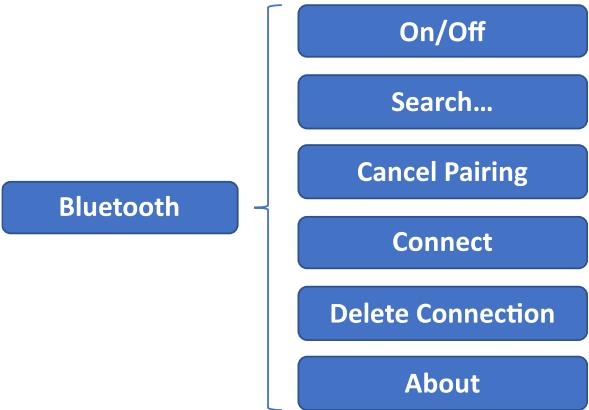 Bluetooth
On/Off
Search…
Cancel Pairing
Connect
Delete Connection
About